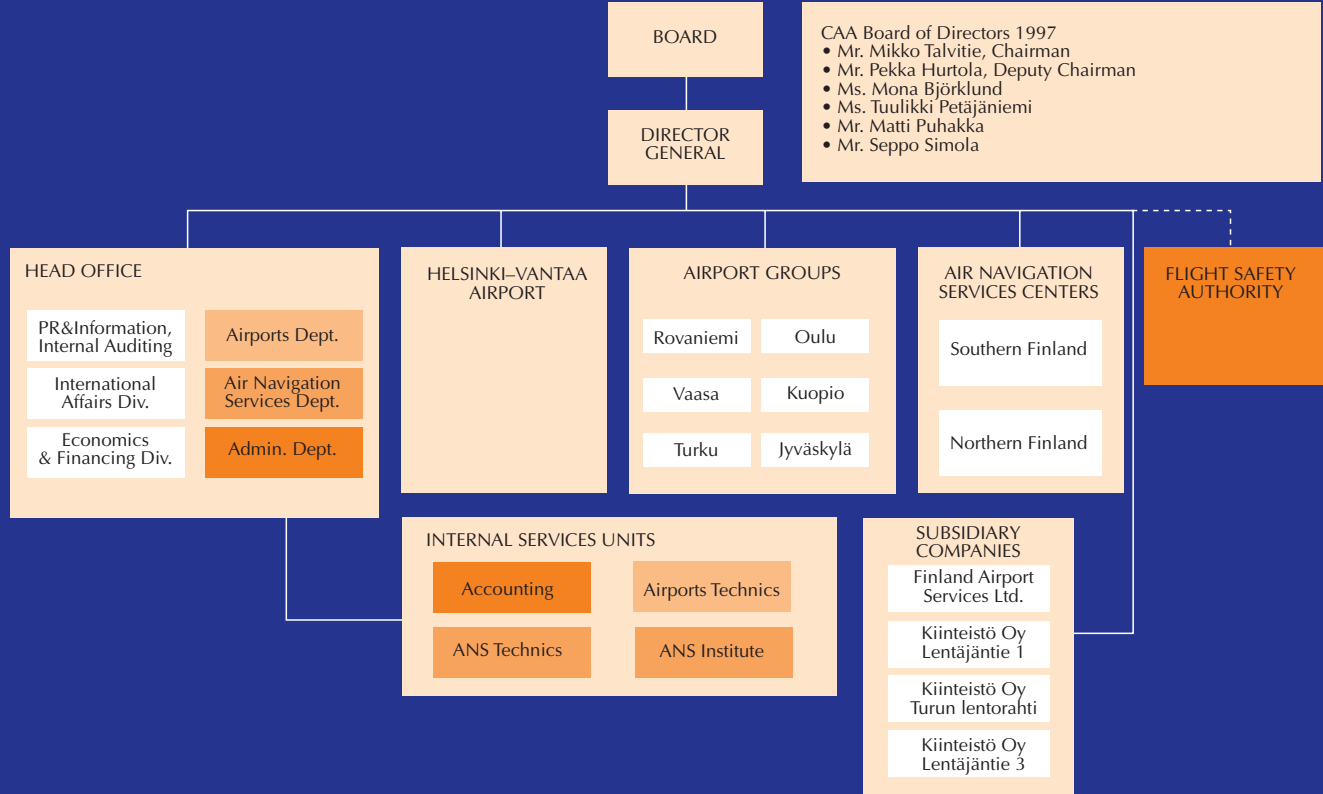 BOARD
CAA Board of Directors 1997
• Mr. Mikko Talvitie, Chairman
• Mr. Pekka Hurtola, Deputy Chairman
• Ms. Mona Björklund
• Ms. Tuulikki Petäjäniemi
• Mr. Matti Puhakka
• Mr. Seppo Simola
DIRECTOR
GENERAL
HEAD OFFICE
PR&Information,
Internal Auditing
Airports Dept.
International
Affairs Div.
Air Navigation
Services Dept.
Economics
& Financing Div.
Admin. Dept.
HELSINKI–VANTAA
AIRPORT
AIRPORT GROUPS
Rovaniemi
Oulu
Vaasa
Kuopio
Turku
Jyväskylä
AIR NAVIGATION
SERVICES CENTERS
Southern Finland
Northern Finland
FLIGHT SAFETY
AUTHORITY
INTERNAL SERVICES UNITS
Accounting
Airports Technics
ANS Technics
ANS Institute
SUBSIDIARY
COMPANIES
Finland Airport
Services Ltd.
Kiinteistö Oy
Lentäjäntie 1
Kiinteistö Oy
Turun lentorahti
Kiinteistö Oy
Lentäjäntie 3